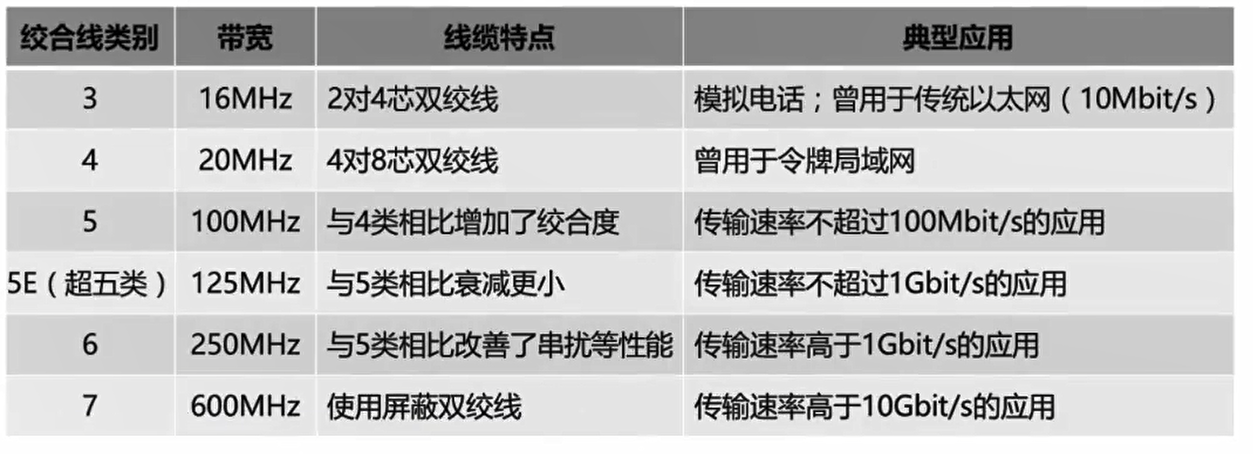 绞合线类别 带宽 线缆特点 典型应用
3 16MHz 2对4芯双绞线 模拟电话；曾用于传统以太网（10Mbit/s）
4 20MHz 4对8芯双绞线 曾用于令牌局域网
5 100MHz 与4类相比增加了绞合度 传输速率不超过100Mbit/s的应用
5E（超五类） 125MHz 与5类相比衰减更小 传输速率不超过1Gbit/s的应用
6 250MHz 与5类相比改善了串扰等性能 传输速率高于1Gbit/s的应用
7 600MHz 使用屏蔽双绞线 传输速率高于10Gbit/s的应用